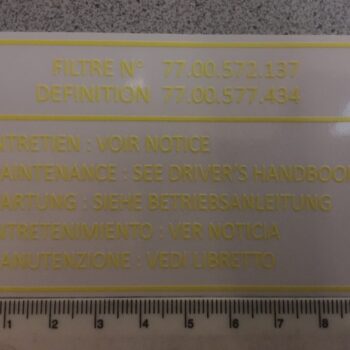 FILTRE N° 77.00.572.137
DEFINITION 77.00.577.434
NTRETIEN : VOIR NOTICE
AINTENANCE : SEE DRIVER'S HANDBOO
ARTUNG : SIEHE BETRIEBSANLEITUNG
NTRETENIMIENTO : VER NOTICIA
ANUTENZIONE : VEDI LIBRETTO
1 2 3 4 5 6 7 8